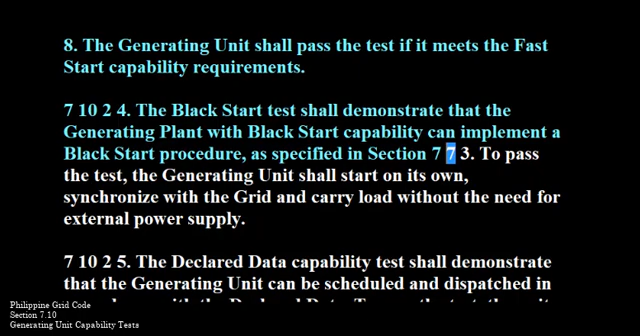 8. The Generating Unit shall pass the test if it meets the Fast
Start capability requirements.
7 10 2 4. The Black Start test shall demonstrate that the
Generating Plant with Black Start capability can implement a
Black Start procedure, as specified in Section 7 7 3. To pass
the test, the Generating Unit shall start on its own,
synchronize with the Grid and carry load without the need for
external power supply.
7 10 2 5. The Declared Data capability test shall demonstrate
that the Generating Unit can be scheduled and dispatched in
Philippine Grid Code
Section 7.10
Generating Unit Capability Tests